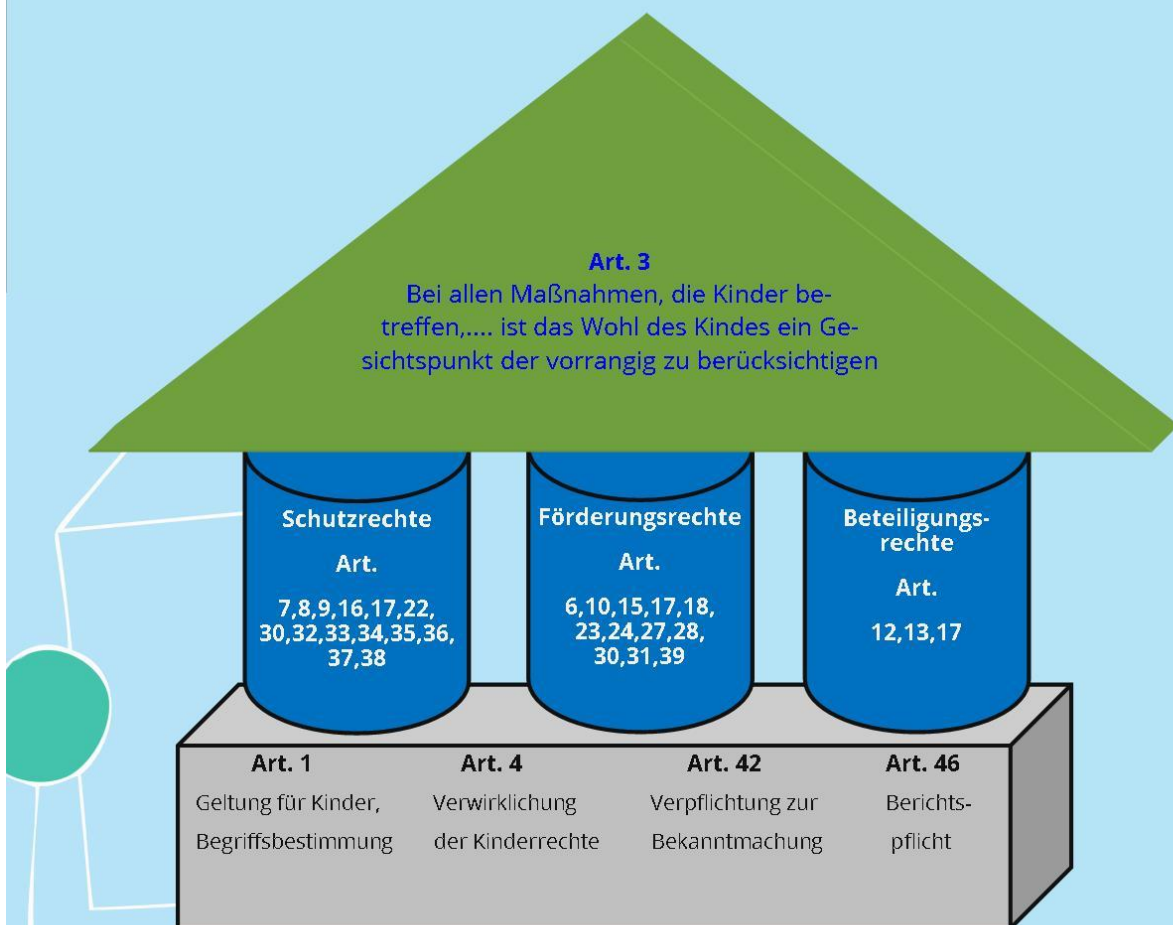 Art. 3
Bei allen Maßnahmen, die Kinder be-
treffen,.... ist das Wohl des Kindes ein Ge-
sichtspunkt der vorrangig zu berücksichtigen
Schutzrechte
Art.
7,8,9,16,17,22,
30,32,33,34,35,36,
37,38
Förderungsrechte
Art.
6,10,15,17,18,
23,24,27,28,
30,31,39
Beteiligungs-
rechte
Art.
12,13,17
Art. 1
Geltung für Kinder,
Begriffsbestimmung
Art. 4
Verwirklichung
der Kinderrechte
Art. 42
Verpflichtung zur
Bekanntmachung
Art. 46
Berichts-
pflicht